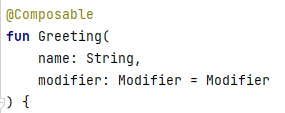 @Composable
fun Greeting(
    name: String,
    modifier: Modifier = Modifier
) {